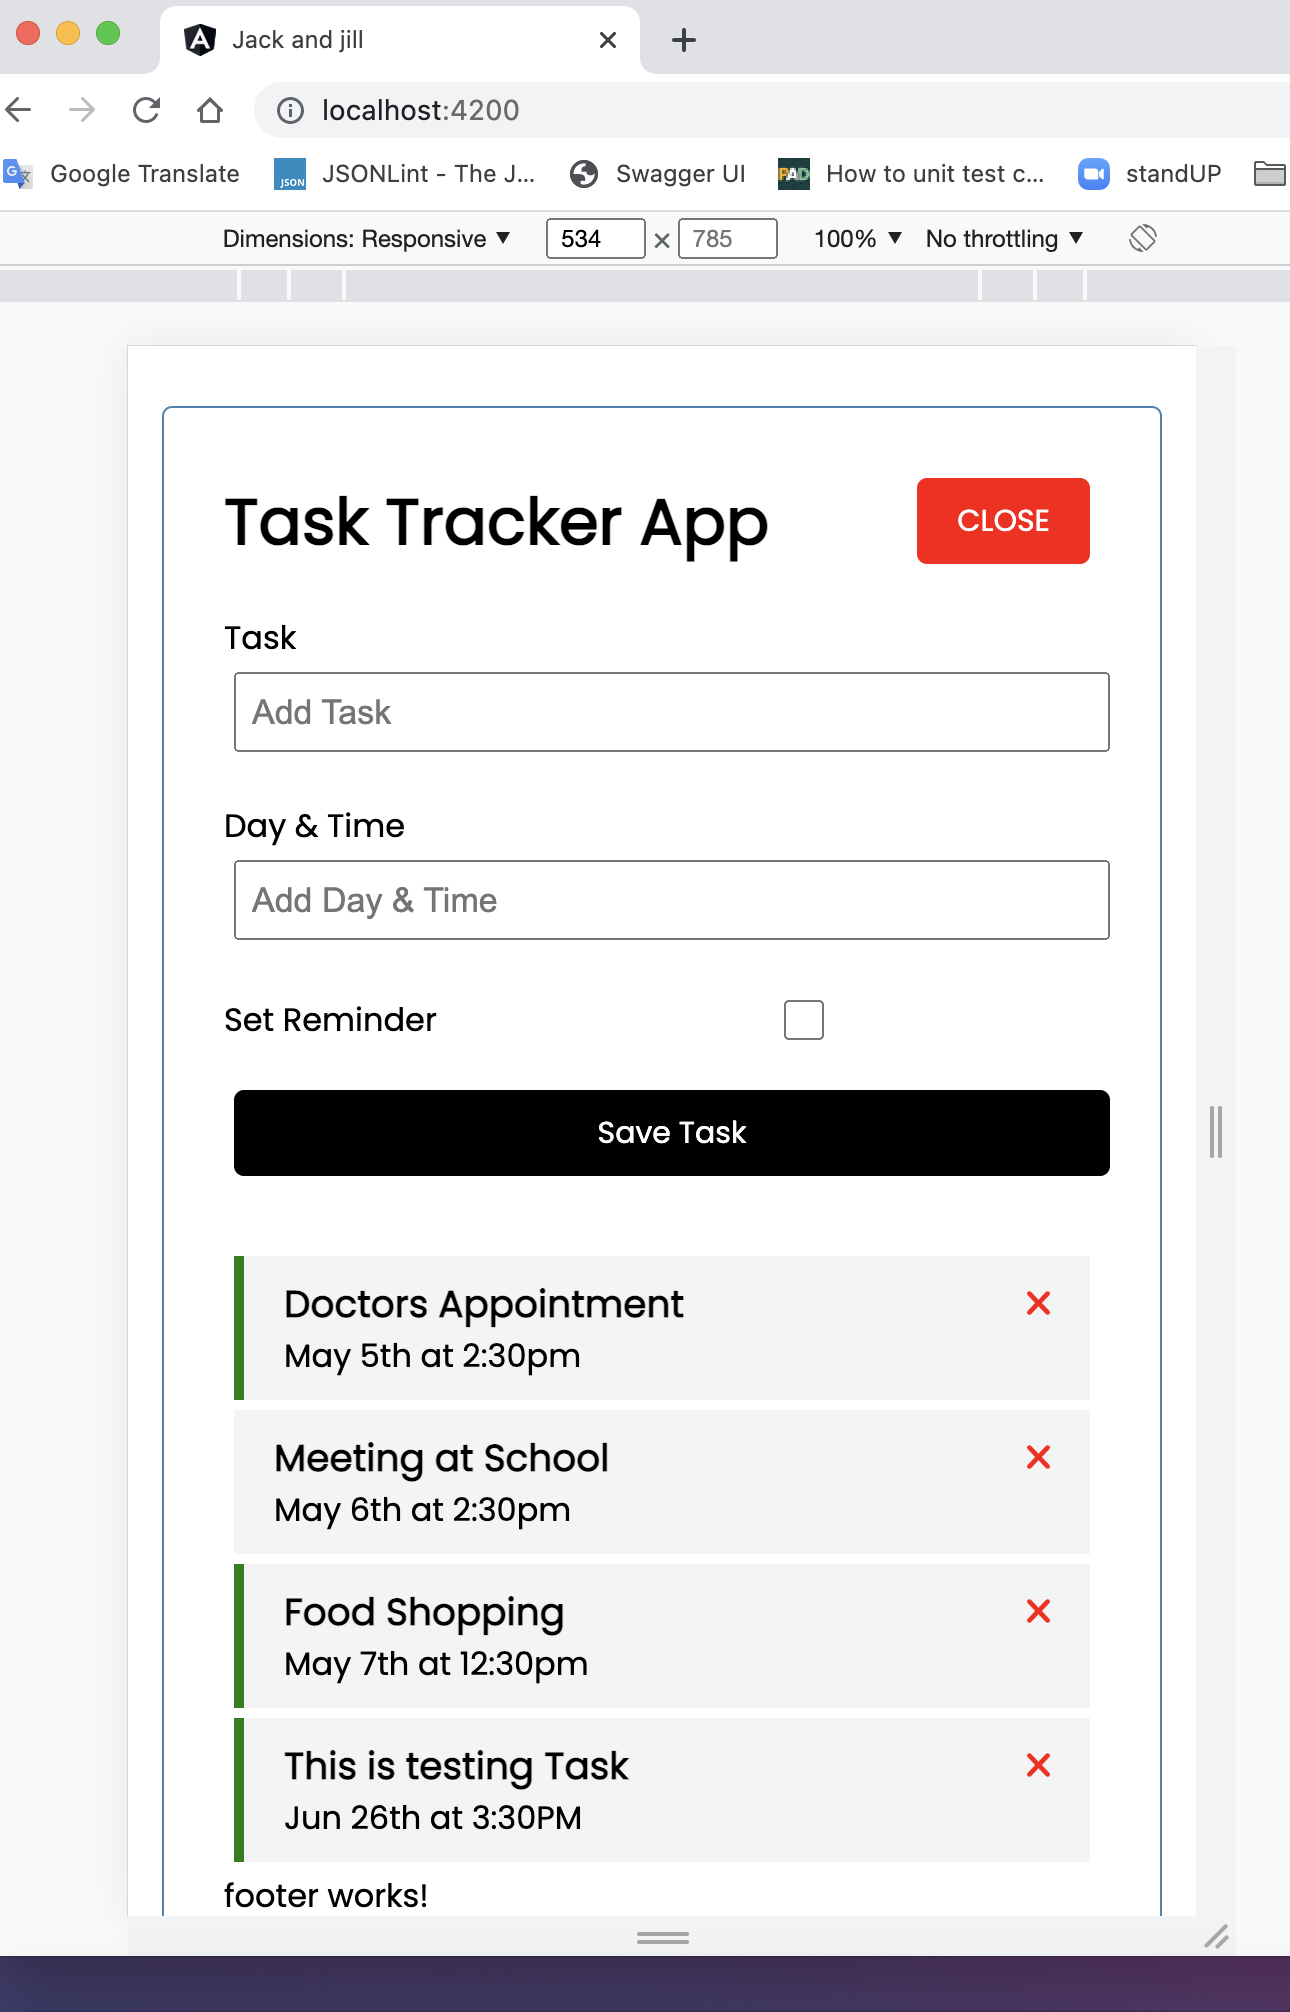 Jack and jill
localhost:4200
Google Translate JSON JSONLint - The J... Swagger UI PAD How to unit test c... standUP
Dimensions: Responsive 534 × 785 100% No throttling
Task Tracker App CLOSE
Task
Add Task
Day & Time
Add Day & Time
Set Reminder
Save Task
Doctors Appointment
May 5th at 2:30pm
Meeting at School
May 6th at 2:30pm
Food Shopping
May 7th at 12:30pm
This is testing Task
Jun 26th at 3:30PM
footer works!